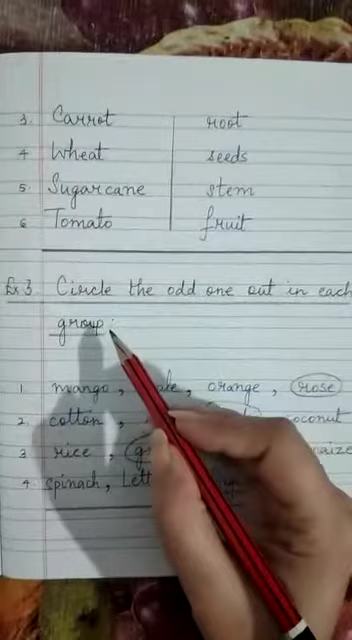 3. Carrot root
4 Wheat seeds
5. Sugarcane stem
6 Tomato fruit
Ex 3. Circle the odd one out in each
group:
1. mango, orange, rose
2. cotton, coconut
3 rice,
4 spinach,